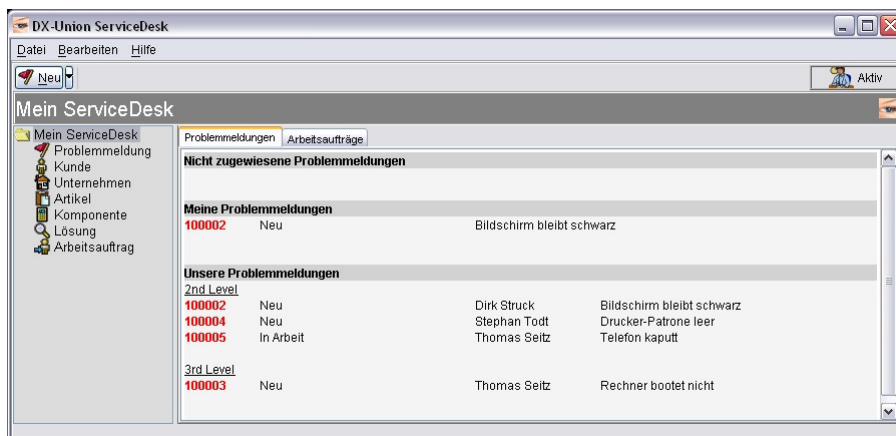 DX-Union ServiceDesk
Datei Bearbeiten Hilfe
Neu
Aktiv
Mein ServiceDesk
Mein ServiceDesk
Problemmeldung
Kunde
Unternehmen
Artikel
Komponente
Lösung
Arbeitsauftrag
Problemmeldungen Arbeitsaufträge
Nicht zugewiesene Problemmeldungen
Meine Problemmeldungen
100002 Neu Bildschirm bleibt schwarz
Unsere Problemmeldungen
2nd Level
100002 Neu Dirk Struck Bildschirm bleibt schwarz
100004 Neu Stephan Todt Drucker-Patrone leer
100005 In Arbeit Thomas Seitz Telefon kaputt
3rd Level
100003 Neu Thomas Seitz Rechner bootet nicht